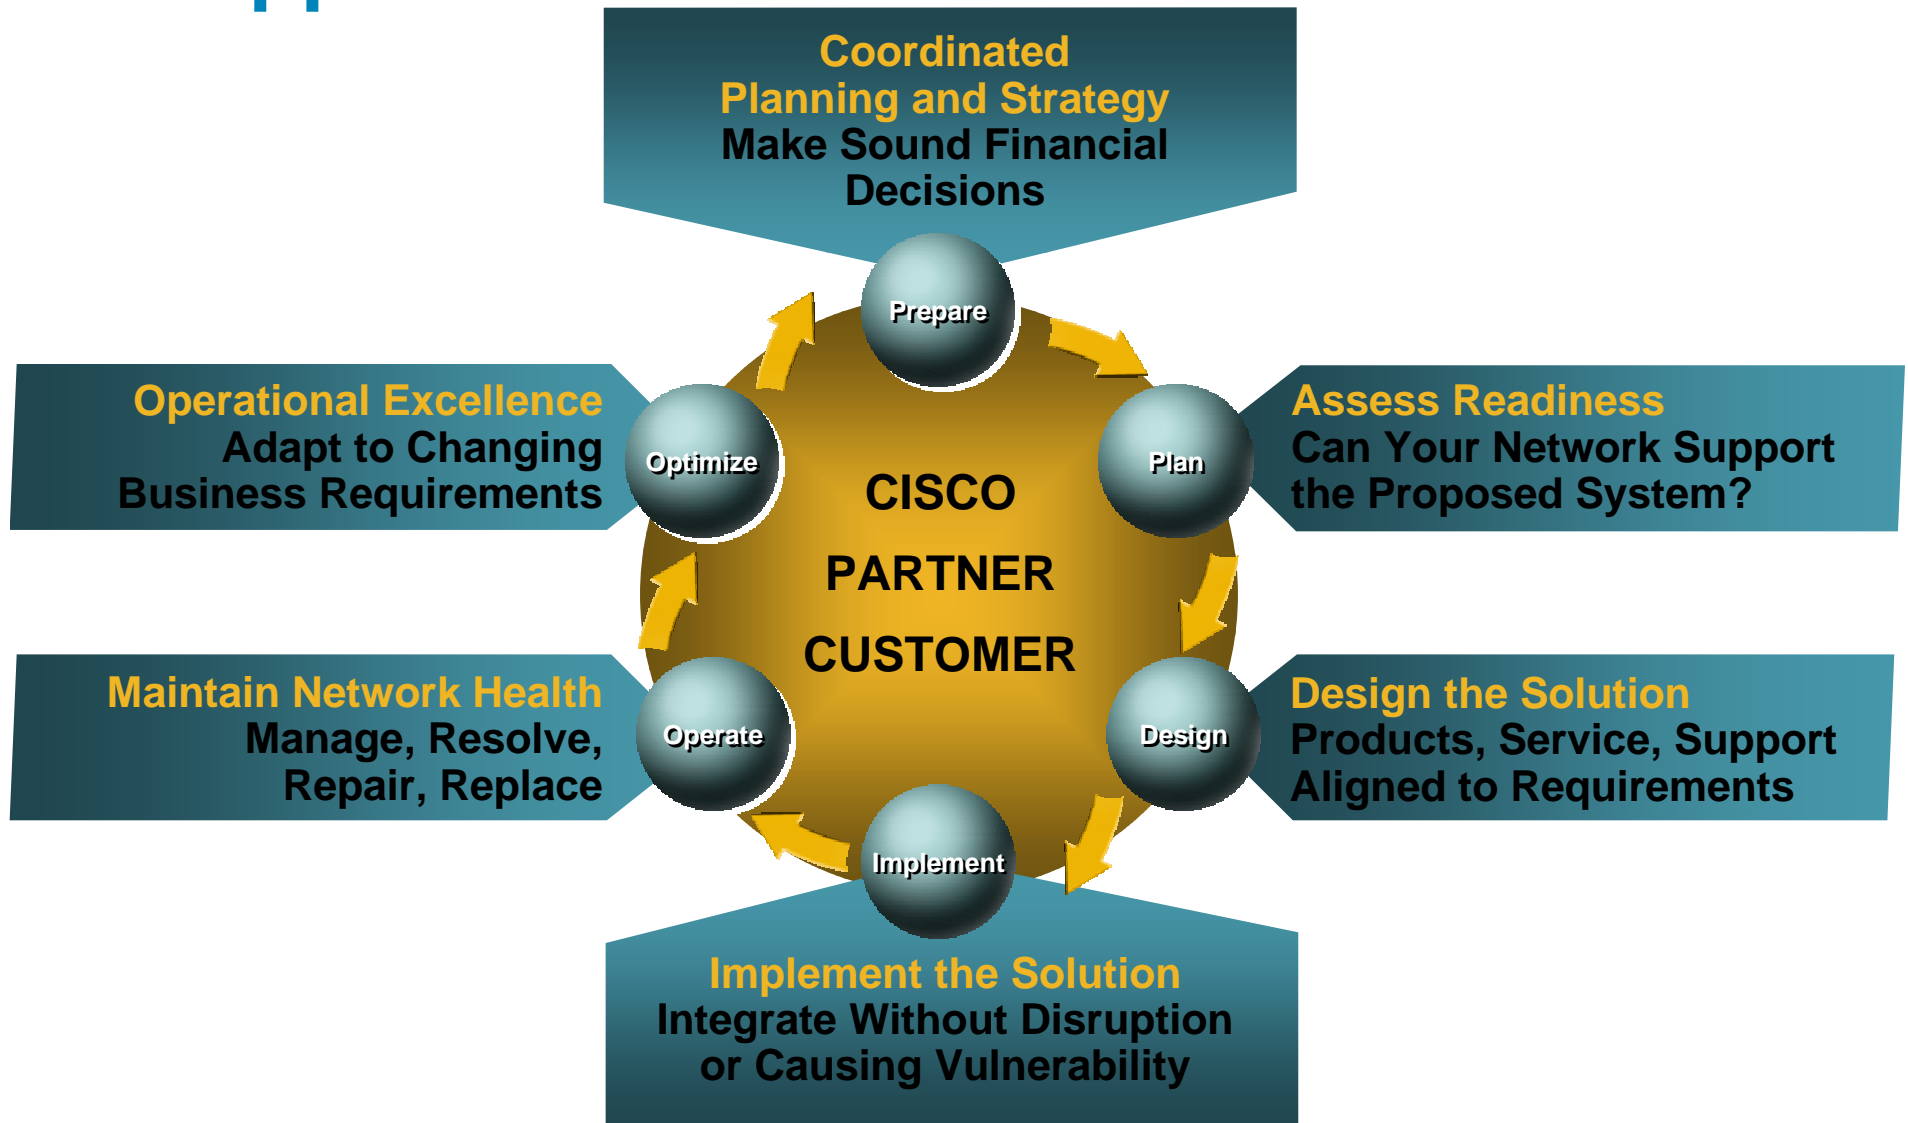 Coordinated
Planning and Strategy
Make Sound Financial
Decisions
Prepare
Operational Excellence
Adapt to Changing
Business Requirements
Optimize
Plan
Assess Readiness
Can Your Network Support
the Proposed System?
CISCO
PARTNER
CUSTOMER
Maintain Network Health
Manage, Resolve,
Repair, Replace
Operate
Design
Design the Solution
Products, Service, Support
Aligned to Requirements
Implement
Implement the Solution
Integrate Without Disruption
or Causing Vulnerability